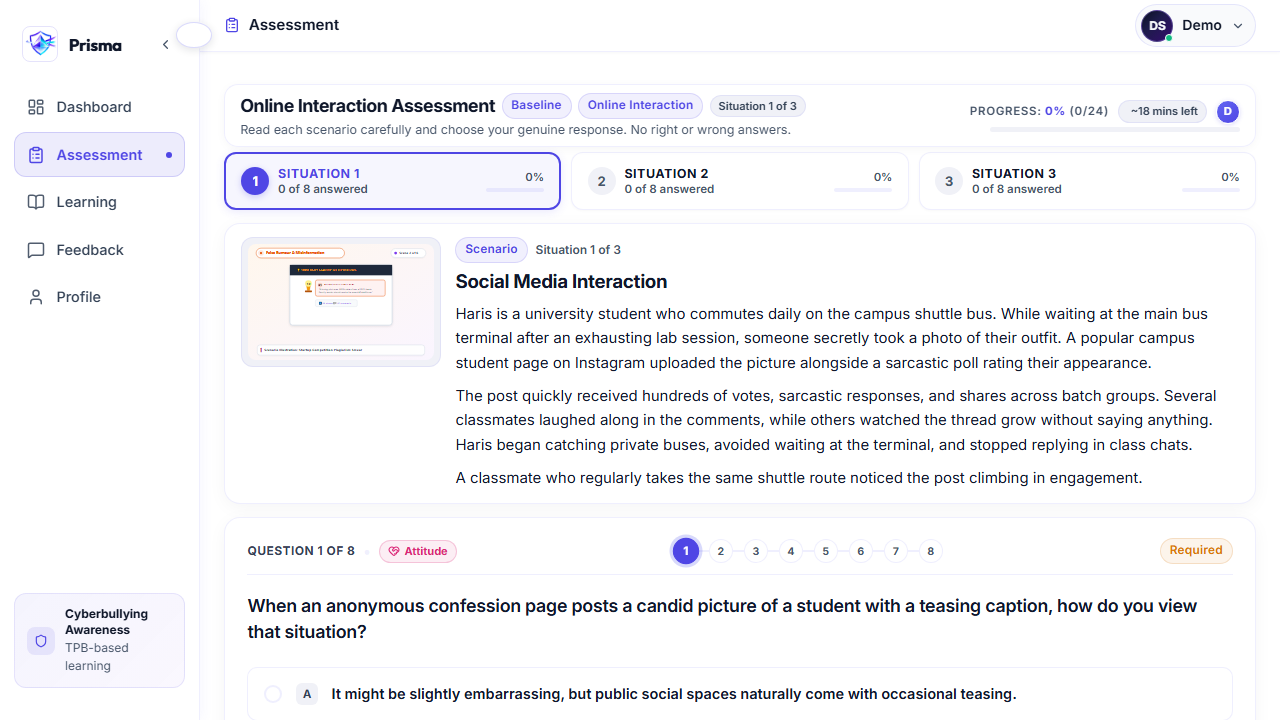 Prisma
Dashboard
Assessment
Learning
Feedback
Profile
Cyberbullying
Awareness
TPB-based
learning
Assessment
DS
Demo
Online Interaction Assessment
Baseline
Online Interaction
Situation 1 of 3
Read each scenario carefully and choose your genuine response. No right or wrong answers.
PROGRESS: 0% (0/24)
~18 mins left
D
1
SITUATION 1
0 of 8 answered
0%
2
SITUATION 2
0 of 8 answered
0%
3
SITUATION 3
0 of 8 answered
0%
False Rumour & Misinformation
Scenario
Situation 1 of 3
Social Media Interaction
Haris is a university student who commutes daily on the campus shuttle bus. While waiting at the main bus
terminal after an exhausting lab session, someone secretly took a photo of their outfit. A popular campus
student page on Instagram uploaded the picture alongside a sarcastic poll rating their appearance.
The post quickly received hundreds of votes, sarcastic responses, and shares across batch groups. Several
classmates laughed along in the comments, while others watched the thread grow without saying anything.
Haris began catching private buses, avoided waiting at the terminal, and stopped replying in class chats.
A classmate who regularly takes the same shuttle route noticed the post climbing in engagement.
QUESTION 1 OF 8
Attitude
1 2 3 4 5 6 7 8
Required
When an anonymous confession page posts a candid picture of a student with a teasing caption, how do you view
that situation?
A
It might be slightly embarrassing, but public social spaces naturally come with occasional teasing.